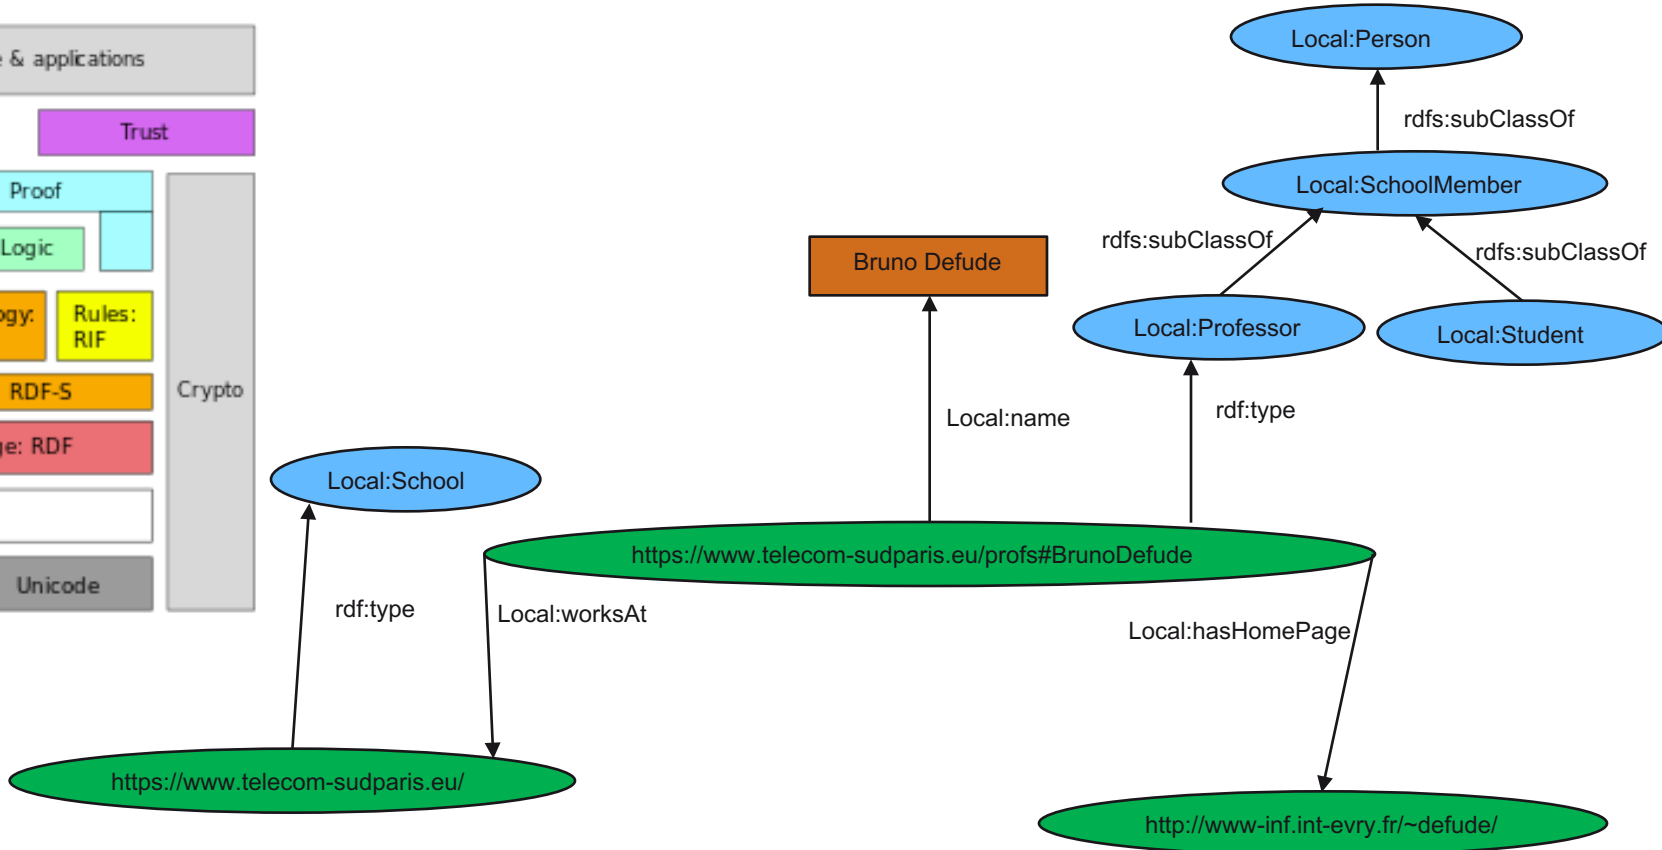 & applications
Trust
Proof
Logic
Rules:
RIF
RDF-S
RDF
Crypto
Unicode
Local:Person
rdfs:subClassOf
Local:SchoolMember
rdfs:subClassOf
rdfs:subClassOf
Bruno Defude
Local:Professor
Local:Student
Local:name
rdf:type
Local:School
https://www.telecom-sudparis.eu/profs#BrunoDefude
rdf:type
Local:worksAt
Local:hasHomePage
https://www.telecom-sudparis.eu/
http://www-inf.int-evry.fr/~defude/